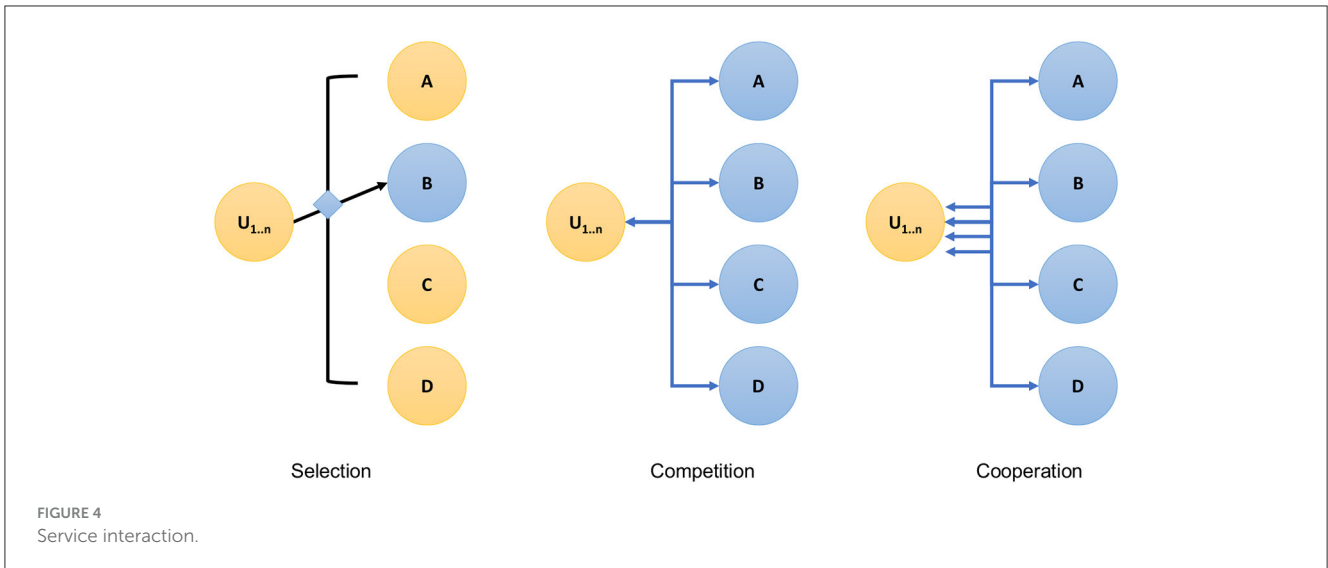 A
B
U1..n
C
D
Selection
A
B
U1..n
C
D
Competition
A
B
U1..n
C
D
Cooperation
FIGURE 4
Service interaction.